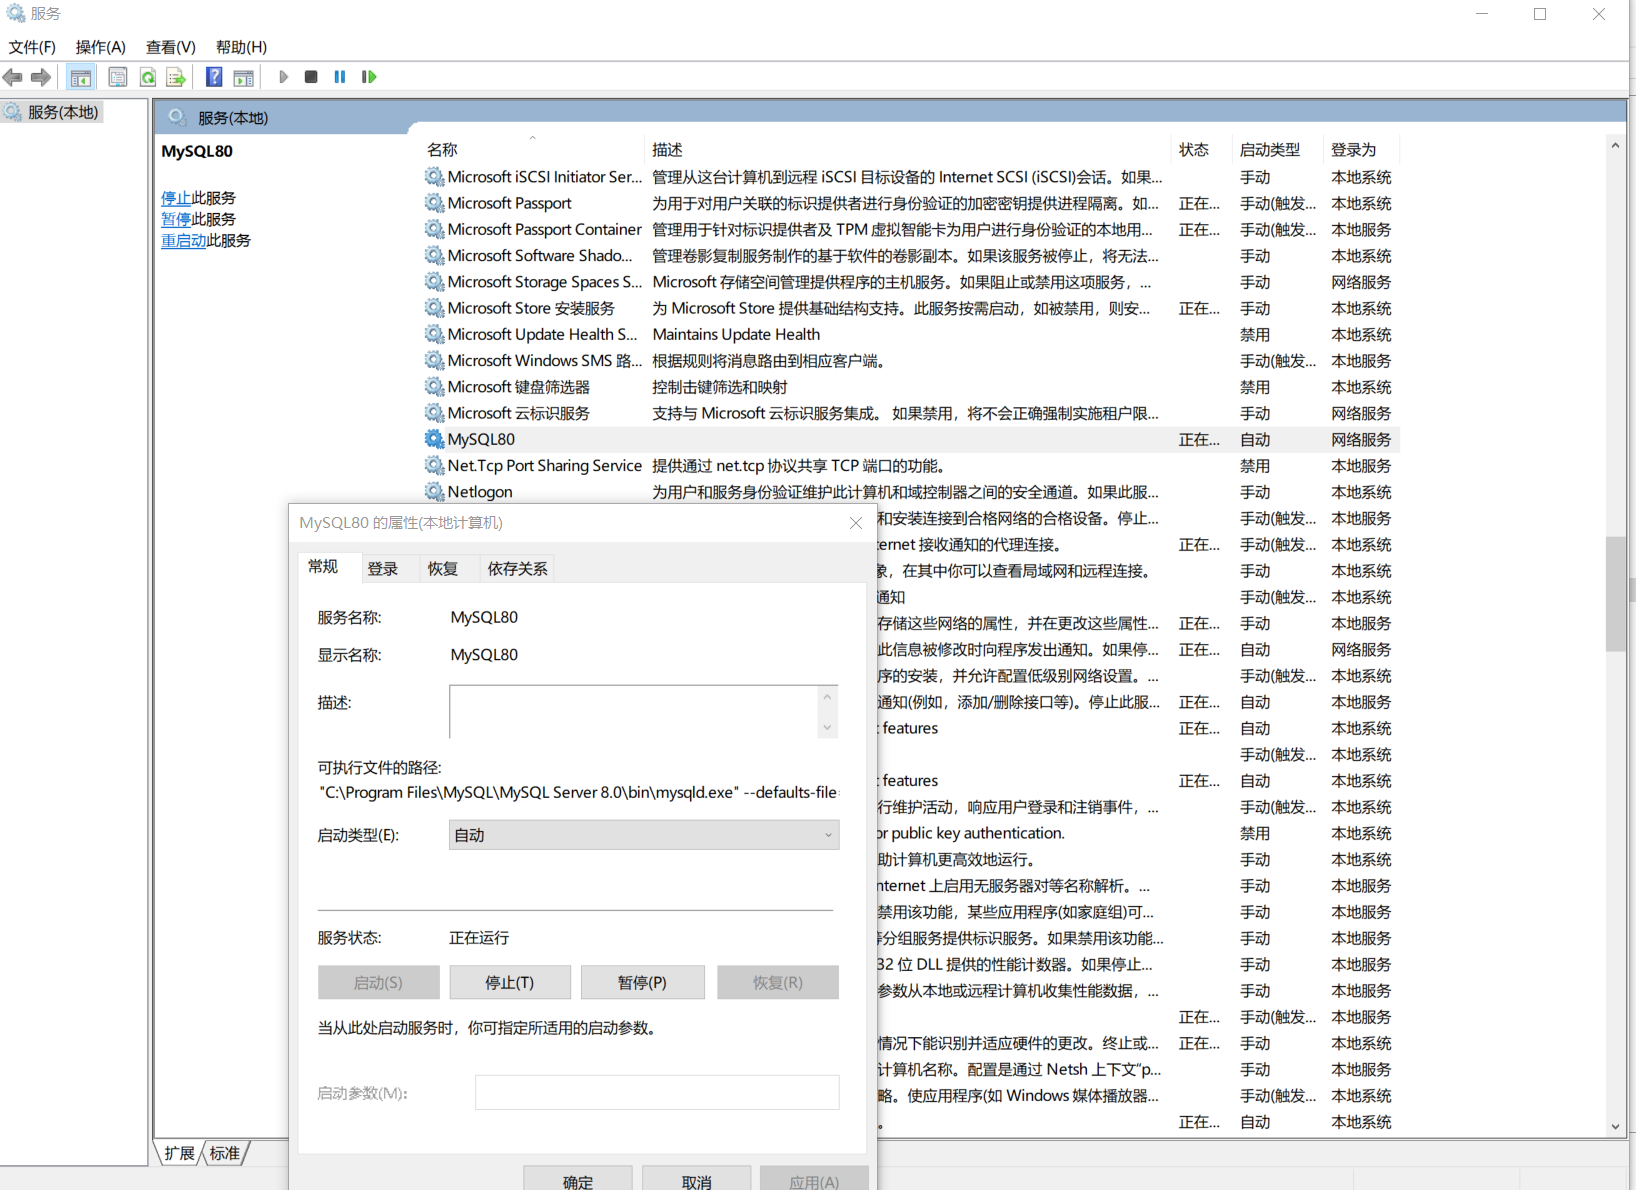 服务
文件(F) 操作(A) 查看(V) 帮助(H)
服务(本地)
服务(本地)
MySQL80
停止此服务
暂停此服务
重启动此服务
名称 描述 状态 启动类型 登录为
Microsoft iSCSI Initiator Ser... 管理从这台计算机到远程 iSCSI 目标设备的 Internet SCSI (iSCSI)会话。如果... 手动 本地系统
Microsoft Passport 为用于对用户关联的标识提供者进行身份验证的加密密钥提供进程隔离。如... 正在... 手动(触发... 本地系统
Microsoft Passport Container 管理用于针对标识提供者及 TPM 虚拟智能卡为用户进行身份验证的本地用... 正在... 手动(触发... 本地服务
Microsoft Software Shado... 管理卷影复制服务制作的基于软件的卷影副本。如果该服务被停止，将无法... 手动 本地系统
Microsoft Storage Spaces S... Microsoft 存储空间管理提供程序的主机服务。如果阻止或禁用这项服务，... 手动 网络服务
Microsoft Store 安装服务 为 Microsoft Store 提供基础结构支持。此服务按需启动，如被禁用，则安... 正在... 手动 本地系统
Microsoft Update Health S... Maintains Update Health 禁用 本地系统
Microsoft Windows SMS 路... 根据规则将消息路由到相应客户端。 手动(触发... 本地服务
Microsoft 键盘筛选器 控制击键筛选和映射 禁用 本地系统
Microsoft 云标识服务 支持与 Microsoft 云标识服务集成。 如果禁用，将不会正确强制实施租户限... 手动 网络服务
MySQL80 正在... 自动 网络服务
Net.Tcp Port Sharing Service 提供通过 net.tcp 协议共享 TCP 端口的功能。 禁用 本地服务
Netlogon 为用户和服务身份验证维护此计算机和域控制器之间的安全通道。如果此服... 手动 本地系统
和安装连接到合格网络的合格设备。停止... 手动(触发... 本地服务
ternet 接收通知的代理连接。 正在... 手动(触发... 本地系统
象，在其中你可以查看局域网和远程连接。 手动 本地系统
通知 手动(触发... 本地系统
存储这些网络的属性，并在更改这些属性... 正在... 手动 本地服务
此信息被修改时向程序发出通知。如果停... 正在... 自动 网络服务
序的安装，并允许配置低级别网络设置。... 手动(触发... 本地系统
通知(例如，添加/删除接口等)。停止此服... 正在... 自动 本地服务
features 正在... 自动 本地系统
手动(触发... 本地系统
features 正在... 自动 本地系统
行维护活动，响应用户登录和注销事件，... 手动(触发... 本地系统
or public key authentication. 禁用 本地系统
助计算机更高效地运行。 手动 本地系统
nternet 上启用无服务器对等名称解析。... 手动 本地服务
禁用该功能，某些应用程序(如家庭组)可... 手动 本地服务
等分组服务提供标识服务。如果禁用该功能... 手动 本地服务
32 位 DLL 提供的性能计数器。如果停止... 手动 本地服务
参数从本地或远程计算机收集性能数据，... 手动 本地服务
正在... 手动(触发... 本地服务
情况下能识别并适应硬件的更改。终止或... 正在... 手动 本地系统
计算机名称。配置是通过 Netsh 上下文“p... 手动 本地服务
略。使应用程序(如 Windows 媒体播放器... 手动(触发... 本地系统
。 正在... 自动 本地系统
MySQL80 的属性(本地计算机)
常规 登录 恢复 依存关系
服务名称: MySQL80
显示名称: MySQL80
描述:
可执行文件的路径:
"C:\Program Files\MySQL\MySQL Server 8.0\bin\mysqld.exe" --defaults-file
启动类型(E): 自动
服务状态: 正在运行
启动(S) 停止(T) 暂停(P) 恢复(R)
当从此处启动服务时，你可指定所适用的启动参数。
启动参数(M):
确定 取消 应用(A)
扩展 标准